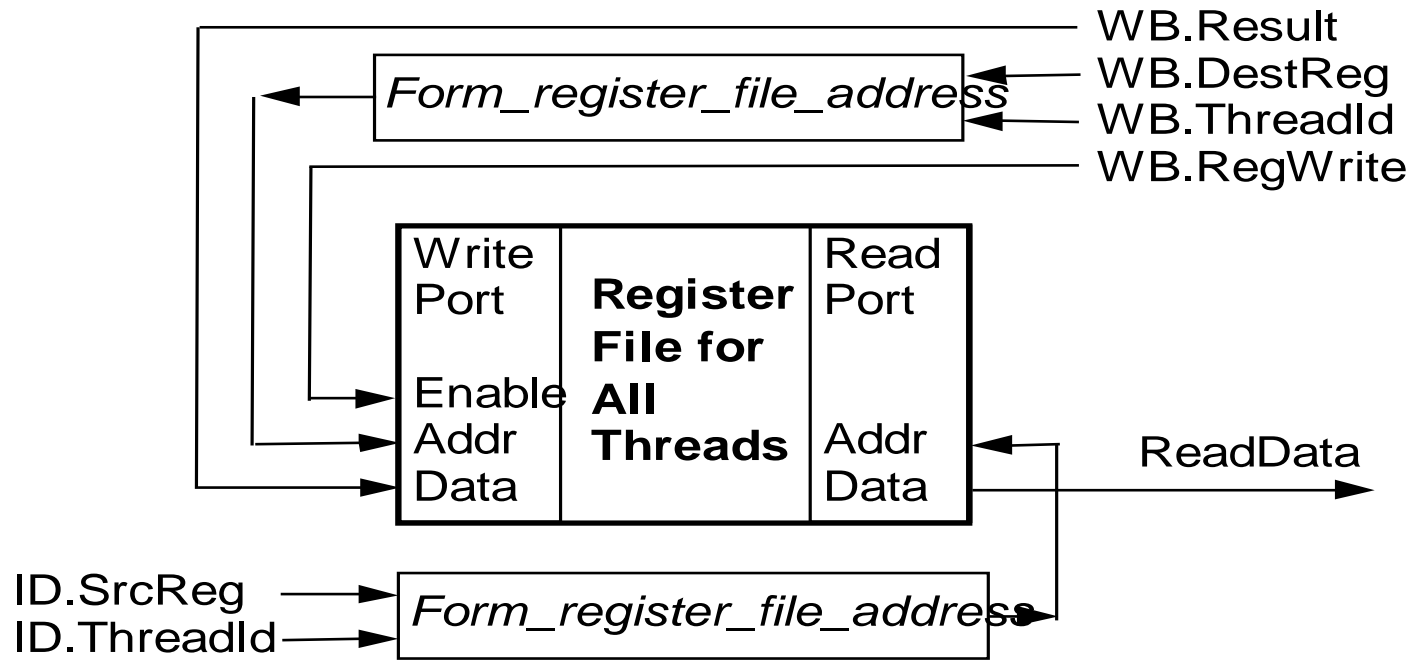 WB.Result
WB.DestReg
Form_register_file_address
WB.ThreadId
WB.RegWrite
Write
Port
Enable
Addr
Data
Register
File for
All
Threads
Read
Port
Addr
Data
ReadData
ID.SrcReg
ID.ThreadId
Form_register_file_address